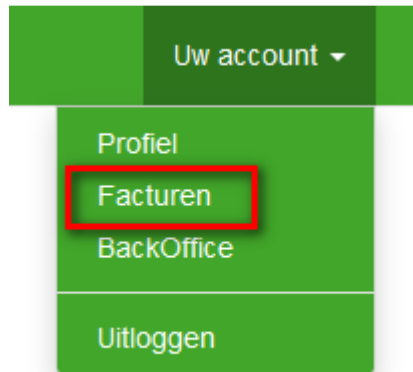 Uw account
Profiel
Facturen
BackOffice
Uitloggen